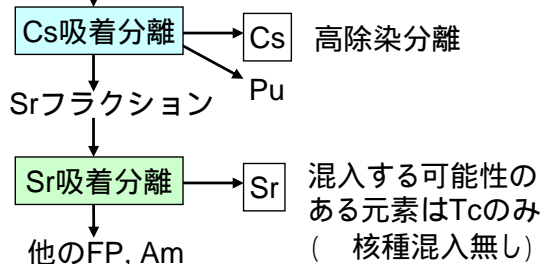 Cs吸着分離
Cs
高除染分離
Pu
Srフラクション
Sr吸着分離
Sr
混入する可能性の
ある元素はTcのみ
(　核種混入無し)
他のFP, Am